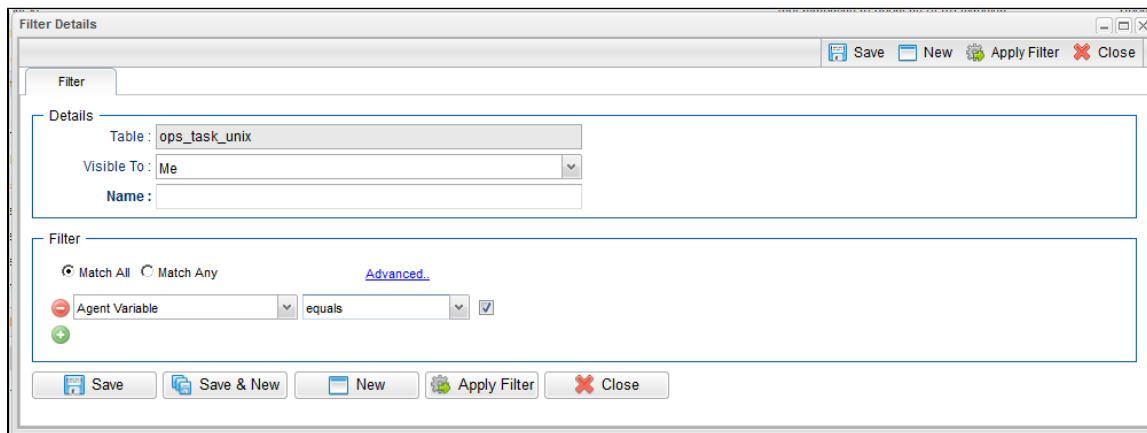 Filter Details
Save New Apply Filter Close
Filter
Details
Table : ops_task_unix
Visible To : Me
Name :
Filter
Match All Match Any Advanced..
Agent Variable equals
Save Save & New New Apply Filter Close